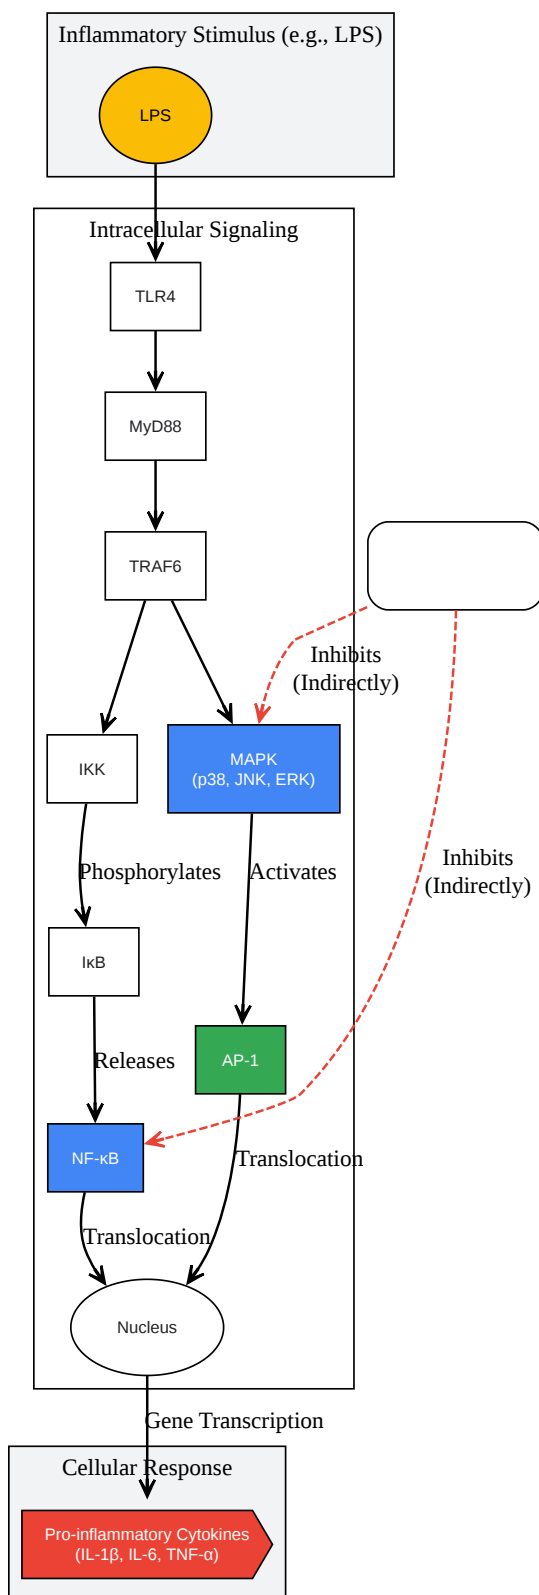 Inflammatory Stimulus (e.g., LPS)
LPS
Intracellular Signaling
TLR4
MyD88
TRAF6
Inhibits
(Indirectly)
IKK
MAPK
(p38, JNK, ERK)
Phosphorylates
Activates
Inhibits
(Indirectly)
IκB
Releases
AP-1
NF-κB
Translocation
Translocation
Nucleus
Gene Transcription
Cellular Response
Pro-inflammatory Cytokines
(IL-1β, IL-6, TNF-α)